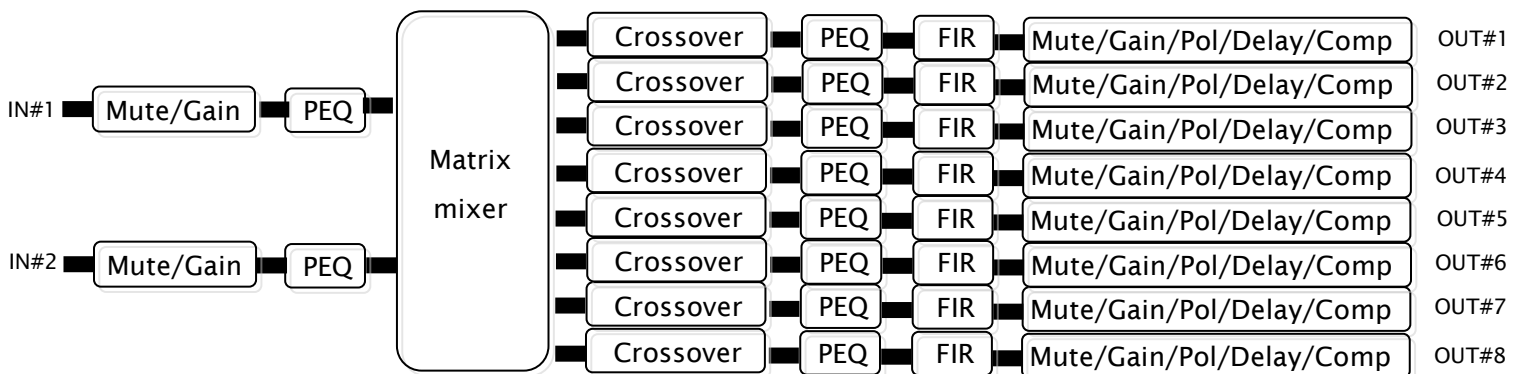 Crossover PEQ FIR Mute/Gain/Pol/Delay/Comp OUT#1
Crossover PEQ FIR Mute/Gain/Pol/Delay/Comp OUT#2
IN#1 Mute/Gain PEQ
Crossover PEQ FIR Mute/Gain/Pol/Delay/Comp OUT#3
Matrix
mixer
Crossover PEQ FIR Mute/Gain/Pol/Delay/Comp OUT#4
Crossover PEQ FIR Mute/Gain/Pol/Delay/Comp OUT#5
IN#2 Mute/Gain PEQ
Crossover PEQ FIR Mute/Gain/Pol/Delay/Comp OUT#6
Crossover PEQ FIR Mute/Gain/Pol/Delay/Comp OUT#7
Crossover PEQ FIR Mute/Gain/Pol/Delay/Comp OUT#8